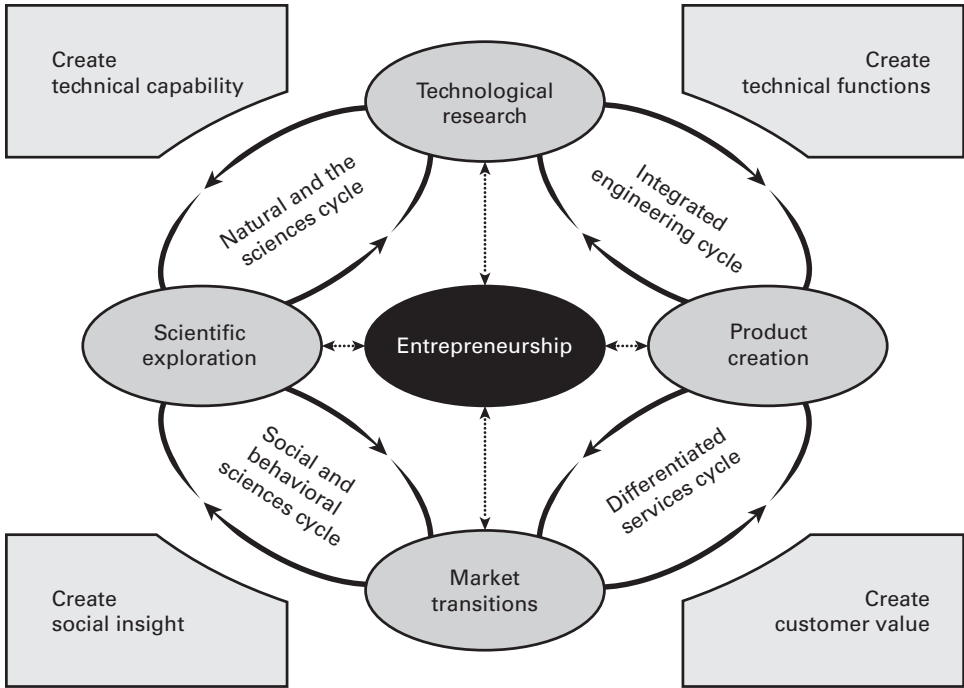 Create
technical capability
Technological
research
Create
technical functions
Natural and the
sciences cycle
Integrated
engineering cycle
Scientific
exploration
Entrepreneurship
Product
creation
Social and
behavioral
sciences cycle
Differentiated
services cycle
Create
social insight
Market
transitions
Create
customer value